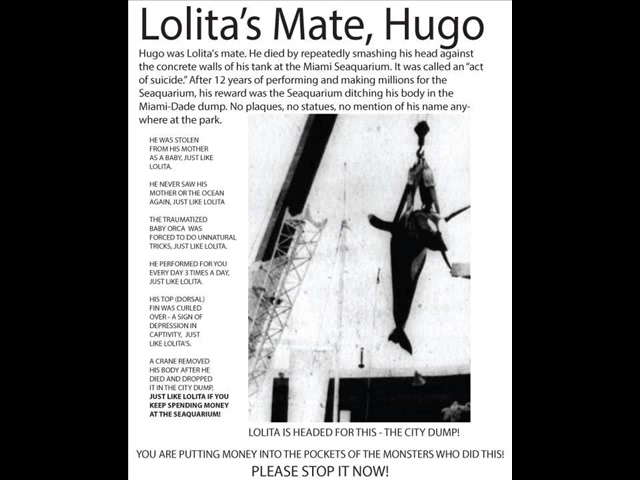 Lolita's Mate, Hugo
Hugo was Lolita's mate. He died by repeatedly smashing his head against
the concrete walls of his tank at the Miami Seaquarium. It was called an "act
of suicide." After 12 years of performing and making millions for the
Seaquarium, his reward was the Seaquarium ditching his body in the
Miami-Dade dump. No plaques, no statues, no mention of his name any-
where at the park.
HE WAS STOLEN
FROM HIS MOTHER
AS A BABY, JUST LIKE
LOLITA.
HE NEVER SAW HIS
MOTHER OR THE OCEAN
AGAIN, JUST LIKE LOLITA
THE TRAUMATIZED
BABY ORCA WAS
FORCED TO DO UNNATURAL
TRICKS, JUST LIKE LOLITA.
HE PERFORMED FOR YOU
EVERY DAY 3 TIMES A DAY,
JUST LIKE LOLITA.
HIS TOP (DORSAL)
FIN WAS CURLED
OVER - A SIGN OF
DEPRESSION IN
CAPTIVITY, JUST
LIKE LOLITA'S.
A CRANE REMOVED
HIS BODY AFTER HE
DIED AND DROPPED
IT IN THE CITY DUMP,
JUST LIKE LOLITA IF YOU
KEEP SPENDING MONEY
AT THE SEAQUARIUM!
LOLITA IS HEADED FOR THIS - THE CITY DUMP!
YOU ARE PUTTING MONEY INTO THE POCKETS OF THE MONSTERS WHO DID THIS!
PLEASE STOP IT NOW!